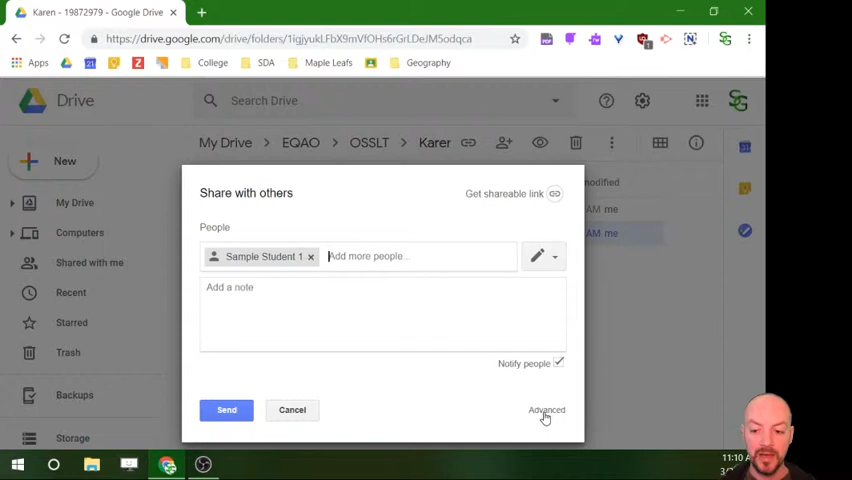 Karen - 19872979 - Google Drive
https://drive.google.com/drive/folders/1igjyukLFbX9mVfOHs6rGrLDeJM5odqca
Apps College SDA Maple Leafs Geography
Drive Search Drive
New My Drive EQAO OSSLT Karer
My Drive
Computers
Shared with me
Recent
Starred
Trash
Backups
Storage
odified
AM me
AM me
Share with others Get shareable link
People
Sample Student 1 Add more people...
Add a note
Notify people
Send Cancel Advanced
11:10